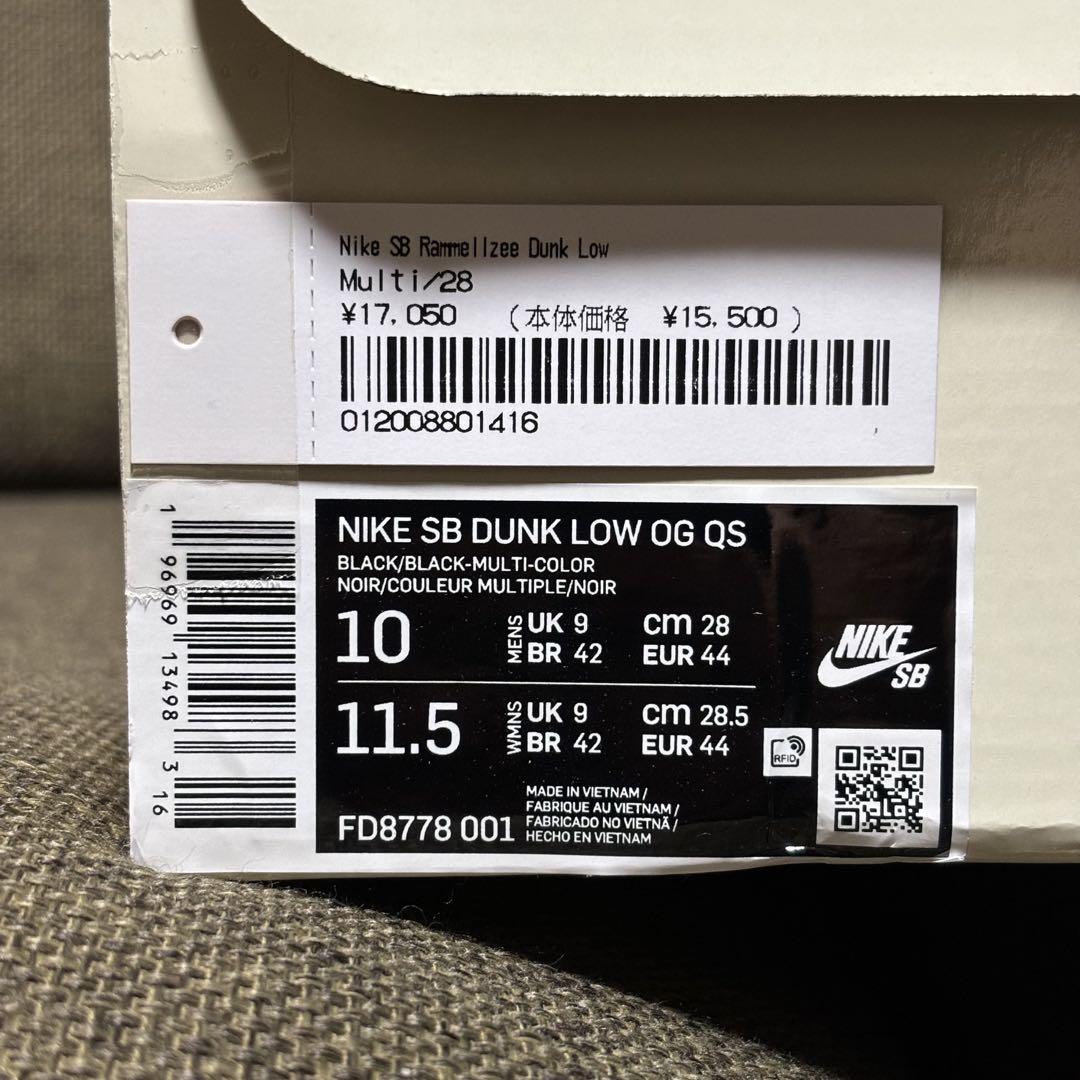 Nike SB Rammellzee Dunk Low
Multi/28
¥17,050 (本体価格 ¥15,500)
012008801416
1 96969 13498 3 16
NIKE SB DUNK LOW OG QS
BLACK/BLACK-MULTI-COLOR
NOIR/COULEUR MULTIPLE/NOIR
10 MENS UK 9 cm 28
BR 42 EUR 44
11.5 WMNS UK 9 cm 28.5
BR 42 EUR 44
NIKE
SB
RFID
MADE IN VIETNAM /
FABRIQUE AU VIETNAM /
FABRICADO NO VIETNÃ /
HECHO EN VIETNAM
FD8778 001